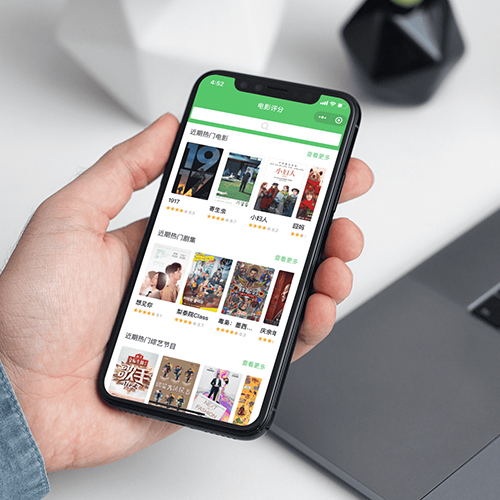 4:52
电影评分
近期热门电影
查看更多
19
1917
寄生虫
小妇人
小妇人
囧妈
近期热门剧集
查看更多
想见你
梨泰院Class
毒枭：墨西...
庆余年
近期热门综艺节目
查看更多
歌手
NEXT
FASHION